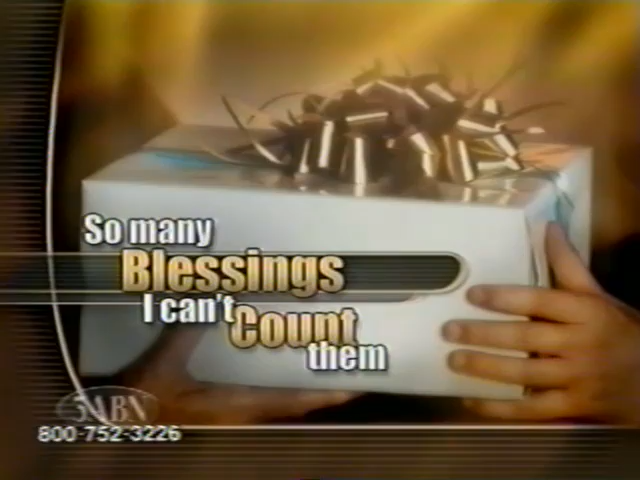 So many
Blessings
I can't
Count
them
3ABN
800-752-3226